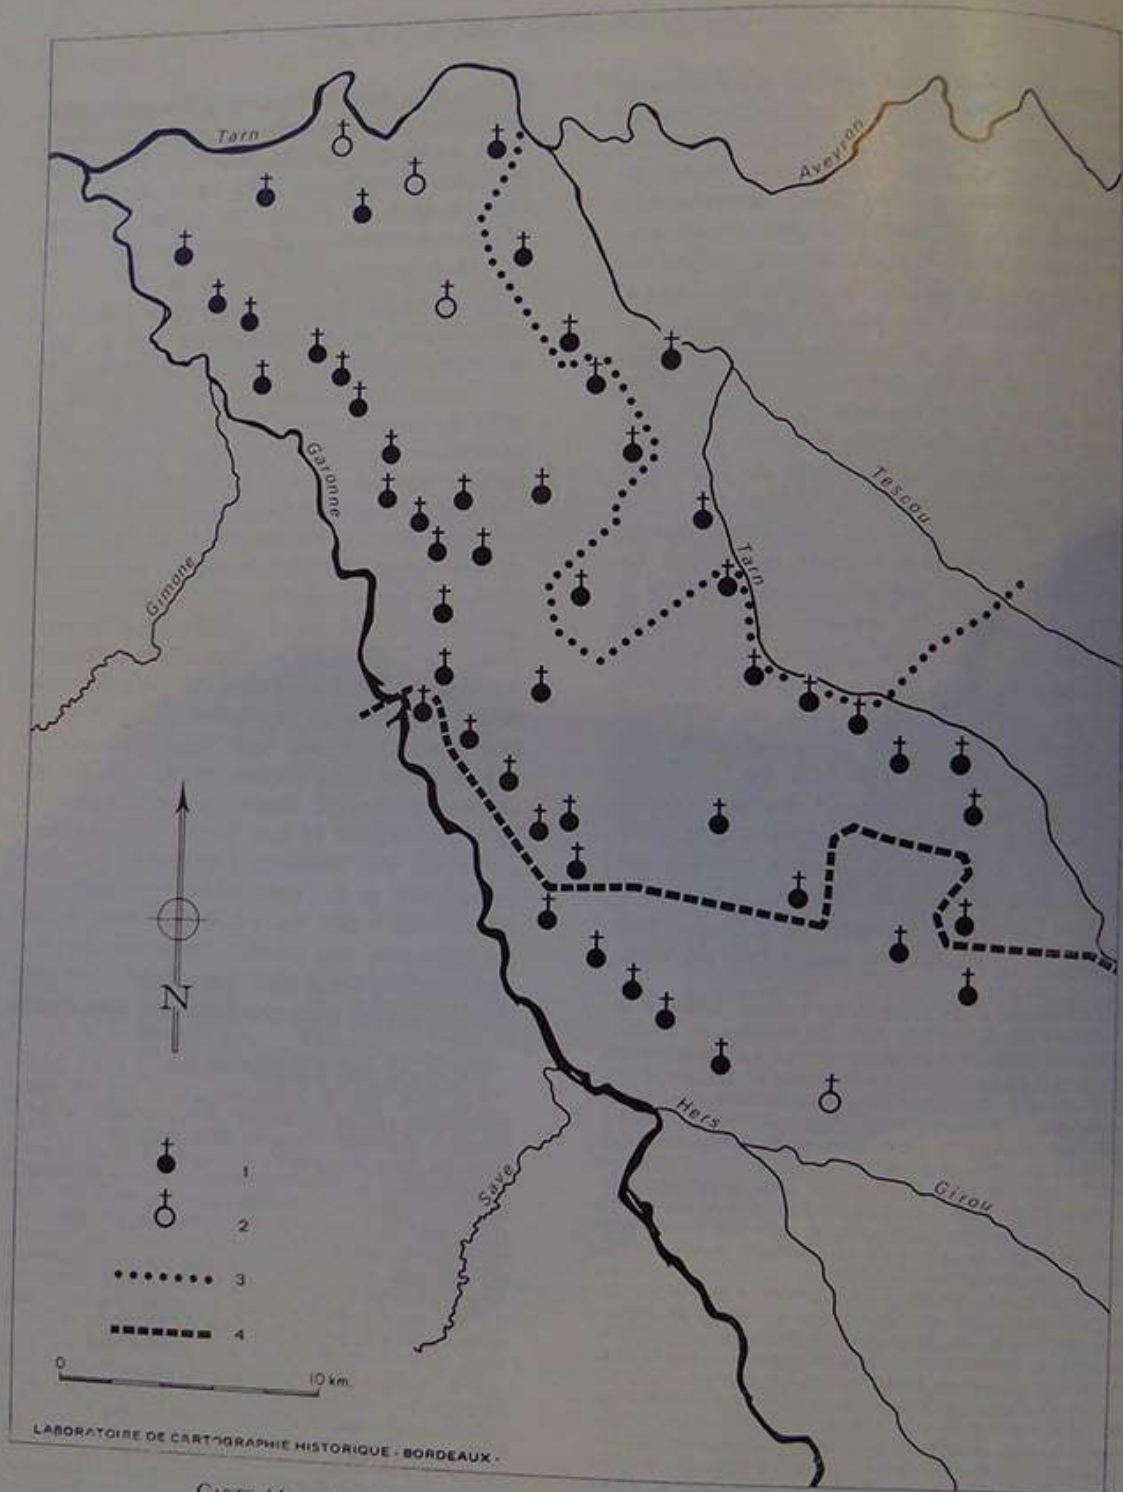 Tarn
Aveyron
Garonne
Tescou
Gimone
Tarn
N
Hers
Save
Girou
1
2
3
4
0 10 km.
LABORATOIRE DE CARTOGRAPHIE HISTORIQUE - BORDEAUX -